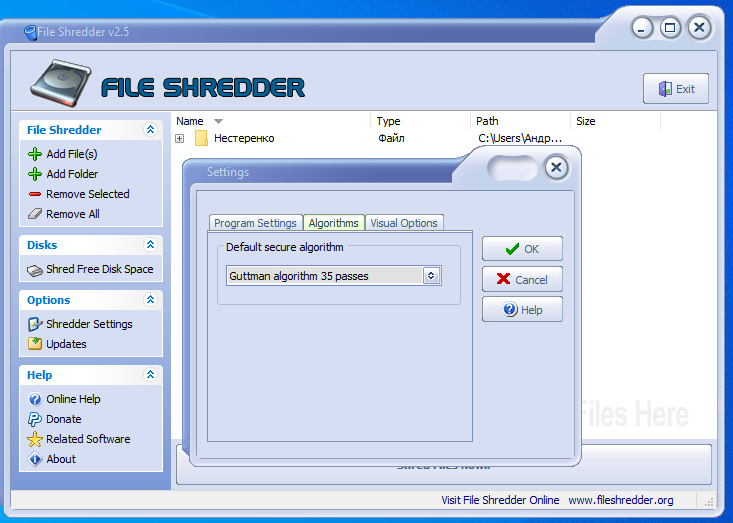 File Shredder v2.5
FILE SHREDDER
Exit
File Shredder
Add File(s)
Add Folder
Remove Selected
Remove All
Disks
Shred Free Disk Space
Options
Shredder Settings
Updates
Help
Online Help
Donate
Related Software
About
Name Type Path Size
Нестеренко Файл C:\Users\Андр...
Settings
Program Settings Algorithms Visual Options
Default secure algorithm
Guttman algorithm 35 passes
OK
Cancel
Help
Files Here
Visit File Shredder Online www.fileshredder.org